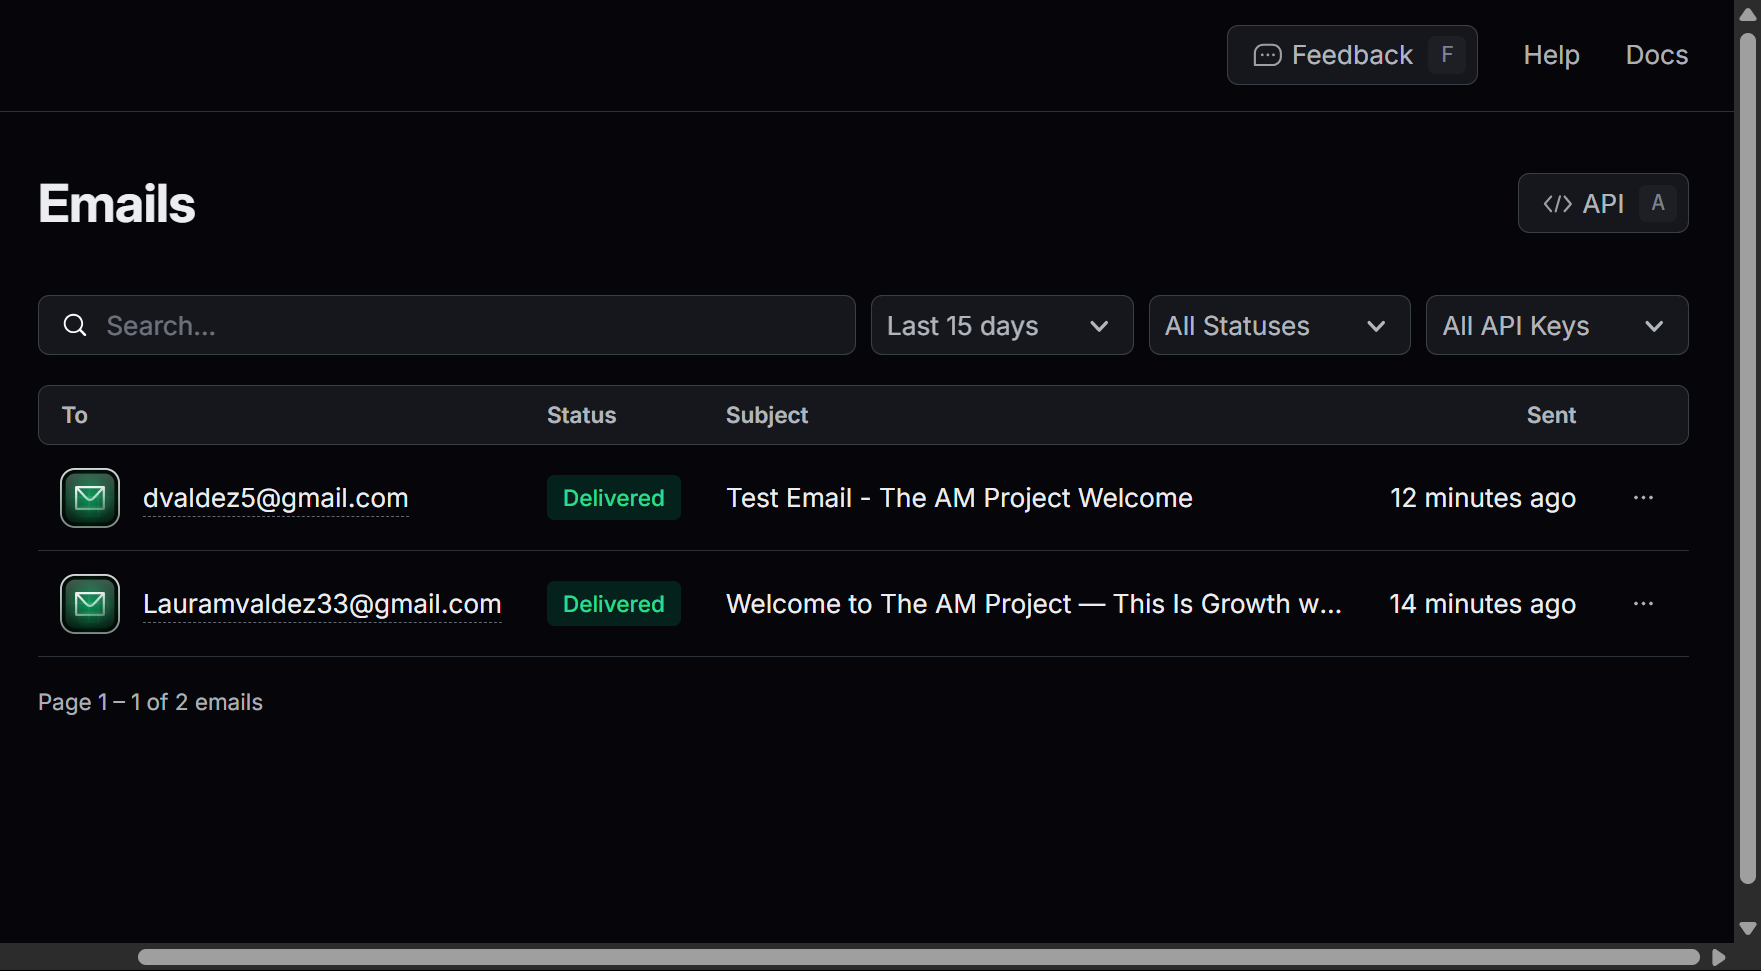 Feedback F Help Docs
Emails
API A
Search...
Last 15 days
All Statuses
All API Keys
To Status Subject Sent
dvaldez5@gmail.com Delivered Test Email - The AM Project Welcome 12 minutes ago
Lauramvaldez33@gmail.com Delivered Welcome to The AM Project — This Is Growth w... 14 minutes ago
Page 1 – 1 of 2 emails